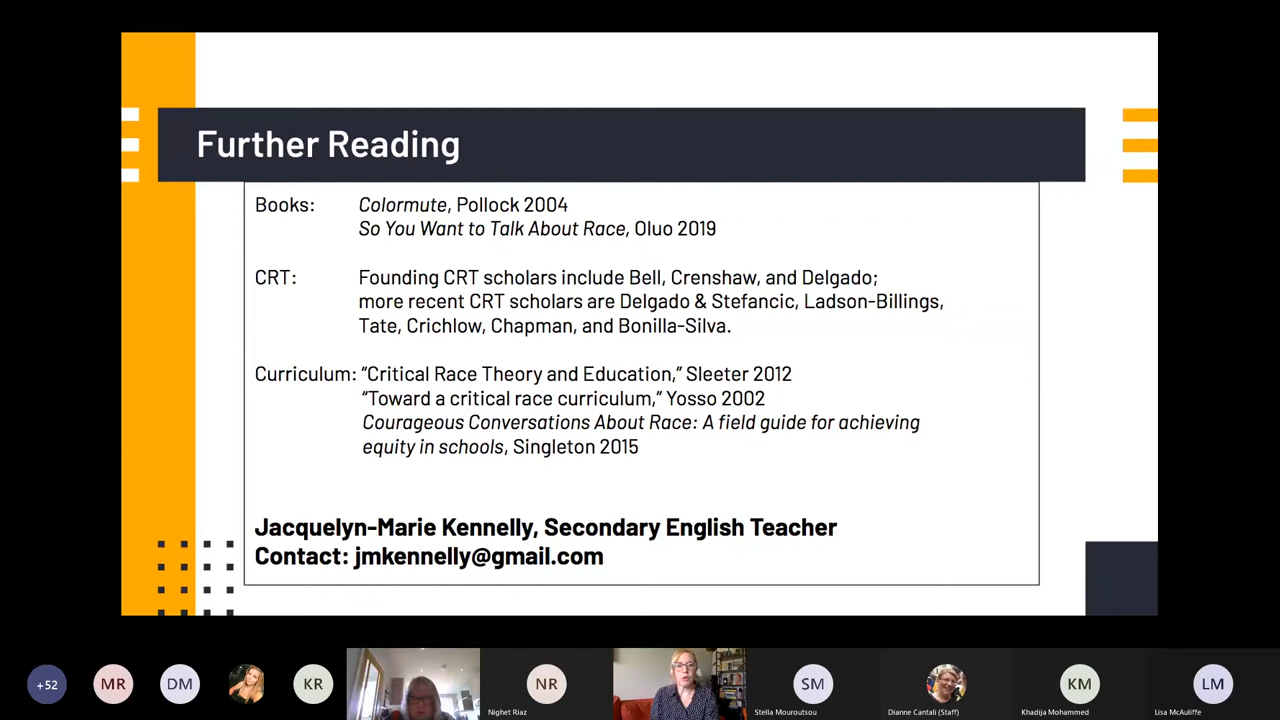 Further Reading
Books: Colormute, Pollock 2004
So You Want to Talk About Race, Oluo 2019
CRT: Founding CRT scholars include Bell, Crenshaw, and Delgado;
more recent CRT scholars are Delgado & Stefancic, Ladson-Billings,
Tate, Crichlow, Chapman, and Bonilla-Silva.
Curriculum: “Critical Race Theory and Education,” Sleeter 2012
“Toward a critical race curriculum,” Yosso 2002
Courageous Conversations About Race: A field guide for achieving
equity in schools, Singleton 2015
Jacquelyn-Marie Kennelly, Secondary English Teacher
Contact: jmkennelly@gmail.com
+52 MR DM KR NR SM KM LM
Nighet Riaz Stella Mouroutsou Dianne Cantali (Staff) Khadija Mohammed Lisa McAuliffe